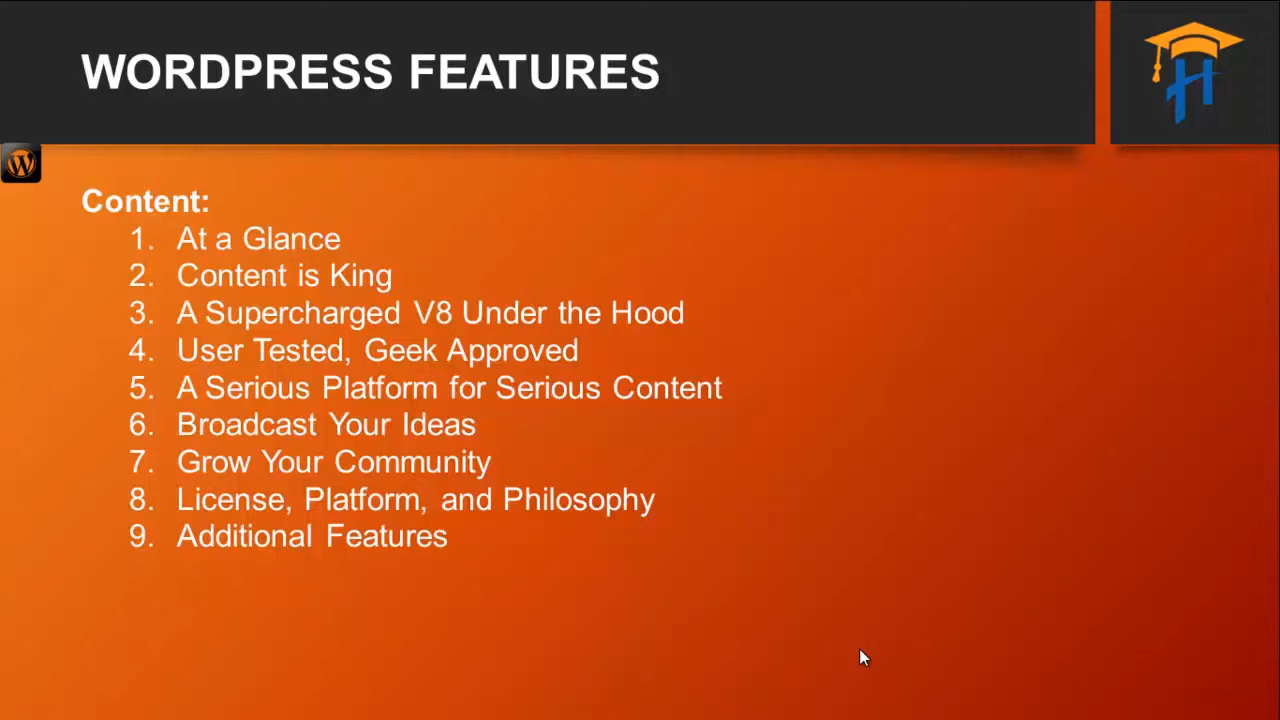 WORDPRESS FEATURES
Content:
1. At a Glance
2. Content is King
3. A Supercharged V8 Under the Hood
4. User Tested, Geek Approved
5. A Serious Platform for Serious Content
6. Broadcast Your Ideas
7. Grow Your Community
8. License, Platform, and Philosophy
9. Additional Features